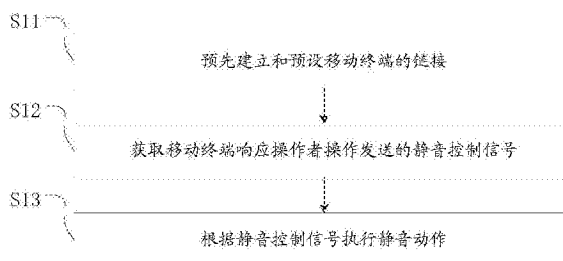 S11
预先建立和预设移动终端的链接
S12
获取移动终端响应操作者操作发送的静音控制信号
S13
根据静音控制信号执行静音动作